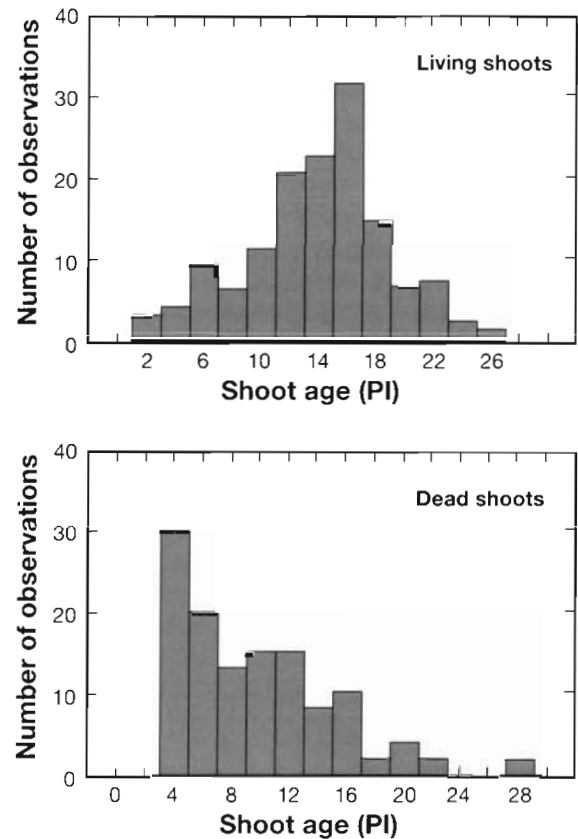 40
Living shoots
30
20
10
0
Number of observations
2 6 10 14 18 22 26
Shoot age (PI)
40
Dead shoots
30
20
10
0
Number of observations
0 4 8 12 16 20 24 28
Shoot age (PI)